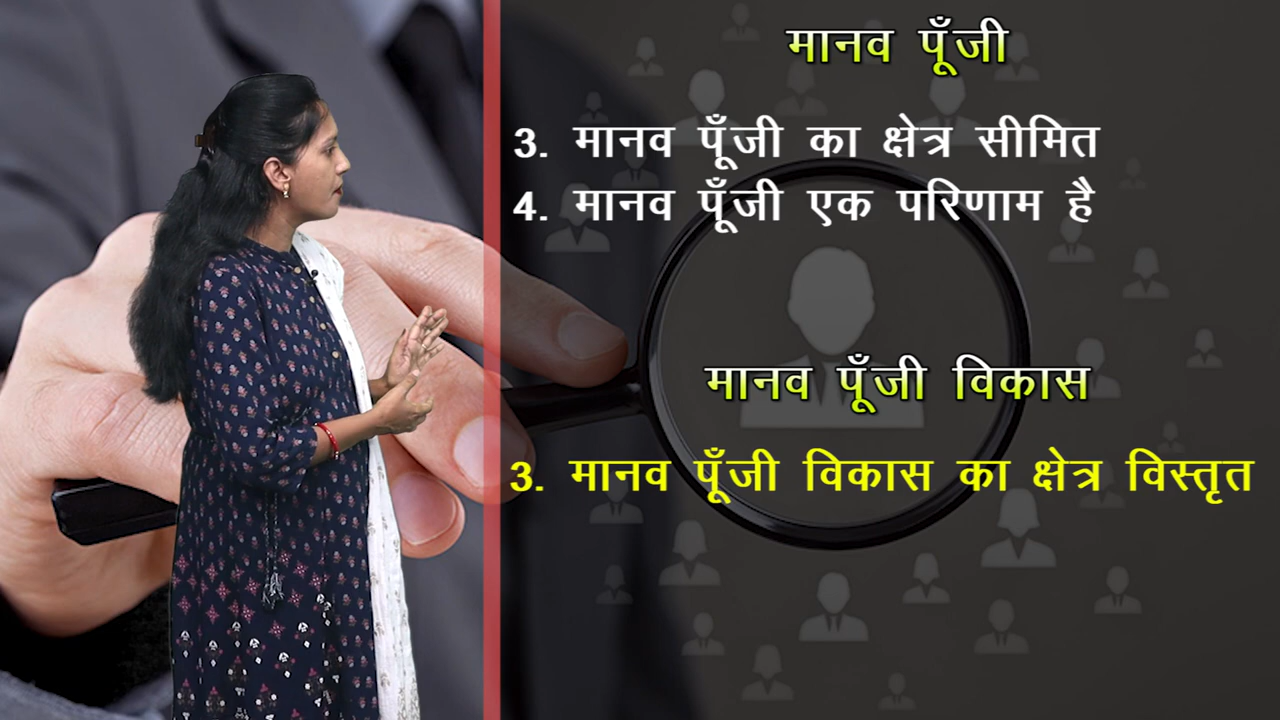 मानव पूँजी
3. मानव पूँजी का क्षेत्र सीमित
4. मानव पूँजी एक परिणाम है
मानव पूँजी विकास
3. मानव पूँजी विकास का क्षेत्र विस्तृत